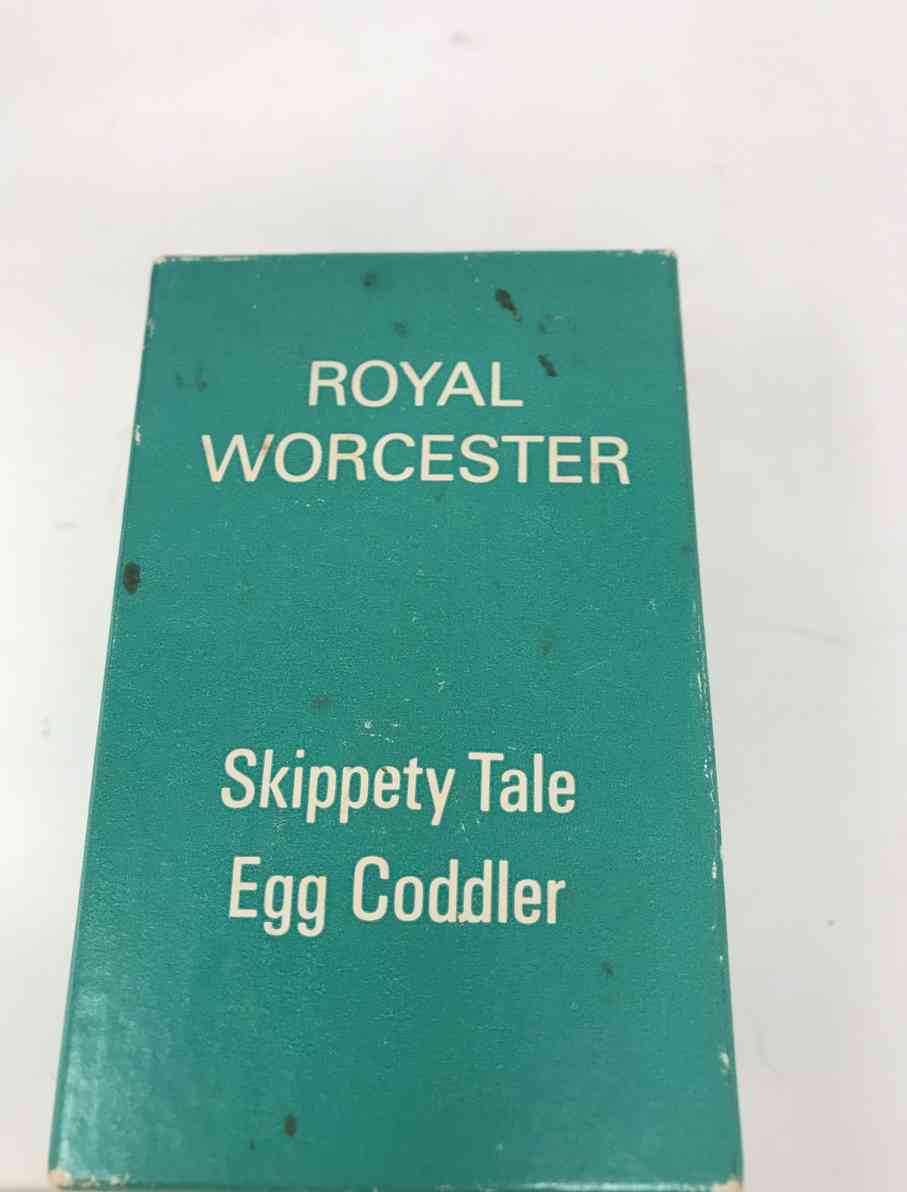 ROYAL
WORCESTER
Skippety Tale
Egg Coddler